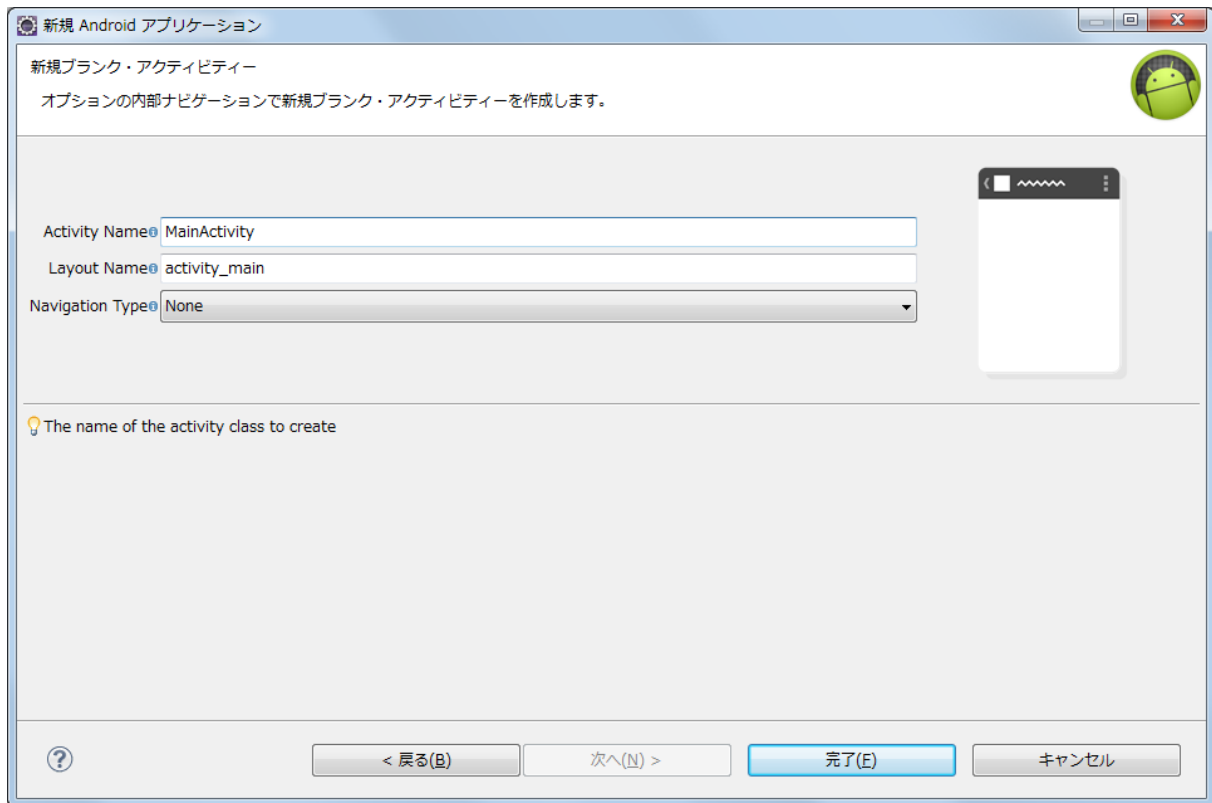 新規 Android アプリケーション
新規ブランク・アクティビティー
オプションの内部ナビゲーションで新規ブランク・アクティビティーを作成します。
Activity Name MainActivity
Layout Name activity_main
Navigation Type None
The name of the activity class to create
< 戻る(B) 次へ(N) > 完了(F) キャンセル